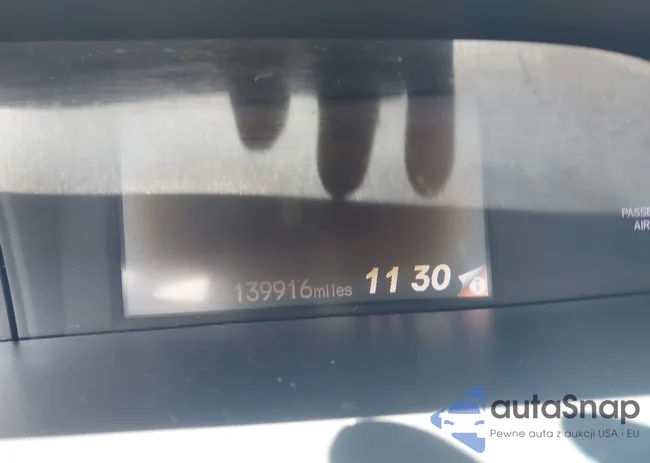 PASSE
AIR
139916miles 11 30
autaSnap
Pewne auta z aukcji USA i EU